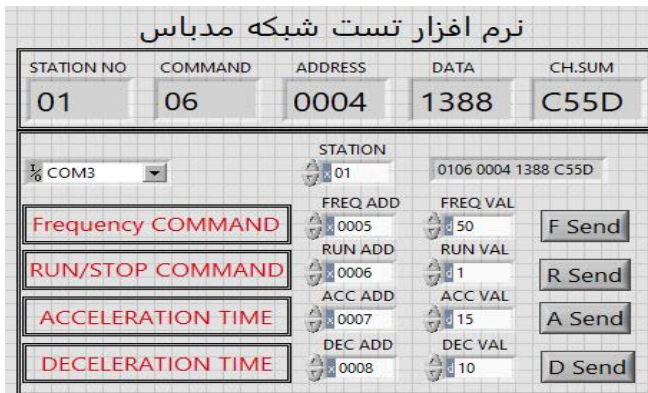 نرم افزار تست شبکه مدباس
STATION NO COMMAND ADDRESS DATA CH.SUM
01 06 0004 1388 C55D
STATION
COM3 x 01 0106 0004 1388 C55D
FREQ ADD FREQ VAL
Frequency COMMAND x 0005 d 50 F Send
RUN ADD RUN VAL
RUN/STOP COMMAND x 0006 d 1 R Send
ACC ADD ACC VAL
ACCELERATION TIME x 0007 d 15 A Send
DEC ADD DEC VAL
DECELERATION TIME x 0008 d 10 D Send